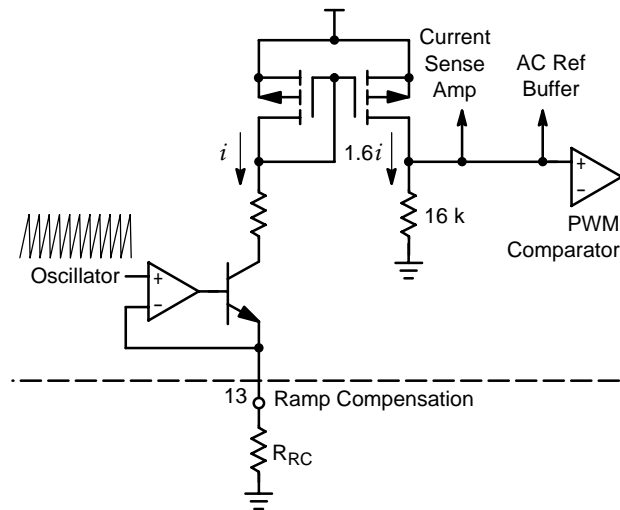 Current
Sense
Amp
AC Ref
Buffer
i
1.6i
+
−
16 k
PWM
Comparator
Oscillator
+
−
13
Ramp Compensation
RRC